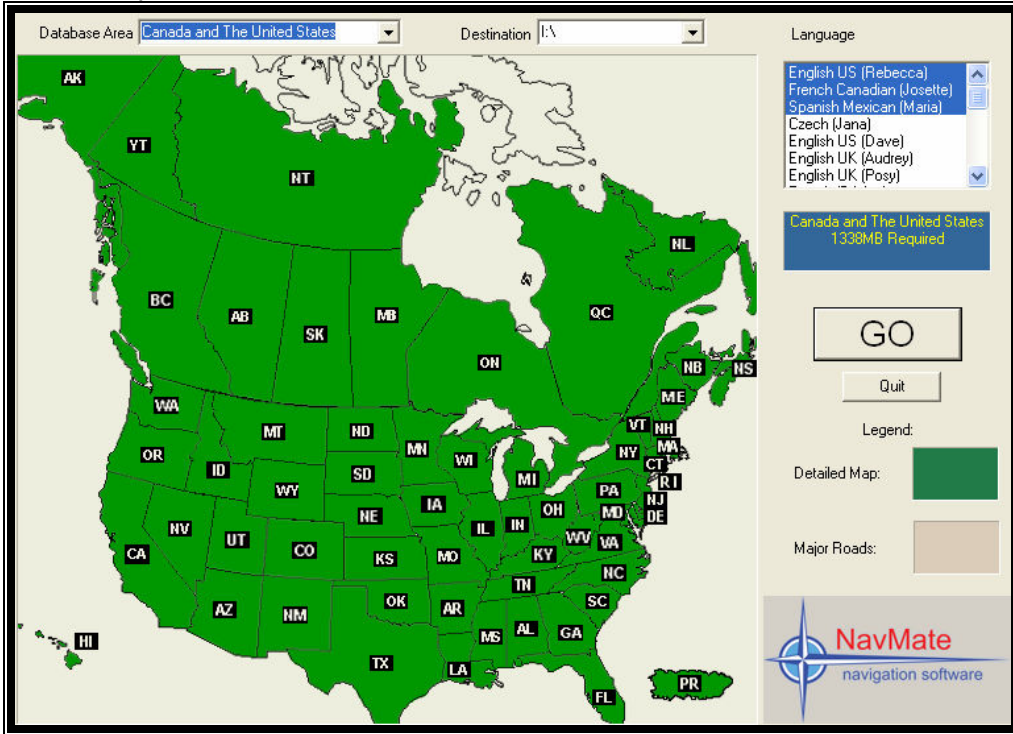 Database Area Canada and The United States Destination I:\ Language
English US (Rebecca)
French Canadian (Josette)
Spanish Mexican (Maria)
Czech (Jana)
English US (Dave)
English UK (Audrey)
English UK (Posy)
Canada and The United States
1338MB Required
GO
Quit
Legend:
Detailed Map:
Major Roads:
NavMate
navigation software
AK
YT
NT
NL
BC
AB
SK
MB
QC
ON
NB
NS
ME
WA
MT
ND
MN
VT
NH
MA
OR
ID
SD
WI
NY
CT
WY
MI
RI
PA
NJ
NE
IA
OH
MD
DE
NV
UT
CO
IL
IN
WV
VA
CA
KS
MO
KY
NC
TN
AZ
NM
OK
AR
SC
MS
AL
GA
HI
TX
LA
FL
PR